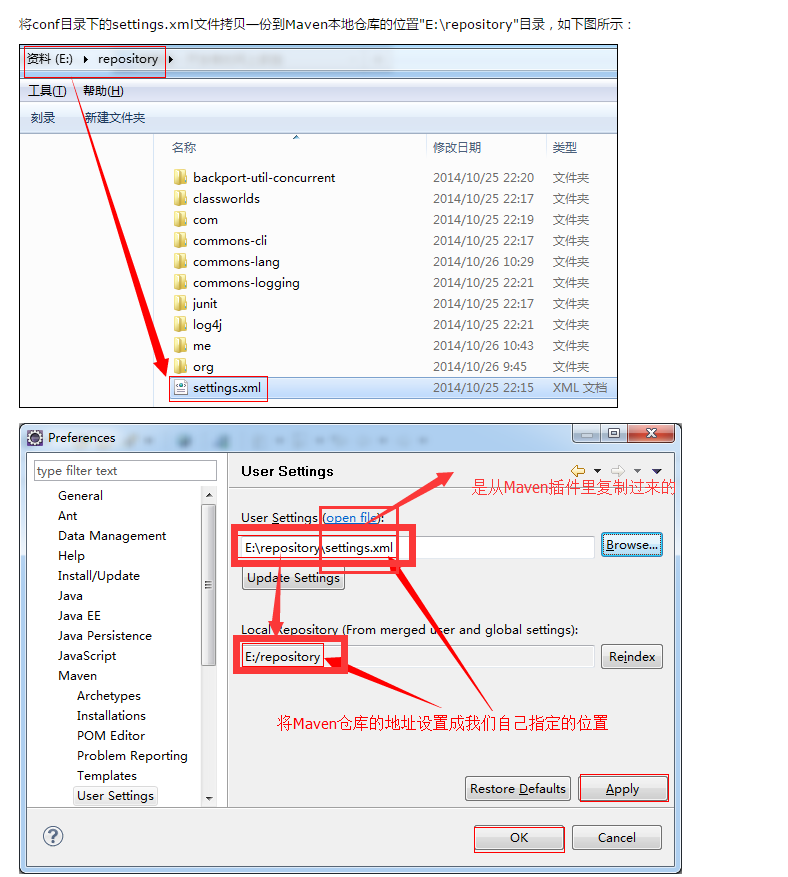 将conf目录下的settings.xml文件拷贝一份到Maven本地仓库的位置"E:\repository"目录，如下图所示：
资料 (E:) repository
工具(T) 帮助(H)
刻录 新建文件夹
名称 修改日期 类型
backport-util-concurrent 2014/10/25 22:20 文件夹
classworlds 2014/10/25 22:17 文件夹
com 2014/10/25 22:19 文件夹
commons-cli 2014/10/25 22:17 文件夹
commons-lang 2014/10/26 10:29 文件夹
commons-logging 2014/10/25 22:21 文件夹
junit 2014/10/25 22:17 文件夹
log4j 2014/10/25 22:21 文件夹
me 2014/10/26 10:43 文件夹
org 2014/10/26 9:45 文件夹
settings.xml 2014/10/25 22:15 XML 文档
Preferences
type filter text
General
Ant
Data Management
Help
Install/Update
Java
Java EE
Java Persistence
JavaScript
Maven
Archetypes
Installations
POM Editor
Problem Reporting
Templates
User Settings
User Settings
是从Maven插件里复制过来的
User Settings (open file):
E:\repository\settings.xml
Browse...
Update Settings
Local Repository (From merged user and global settings):
E:/repository
Reindex
将Maven仓库的地址设置成我们自己指定的位置
Restore Defaults Apply
? OK Cancel